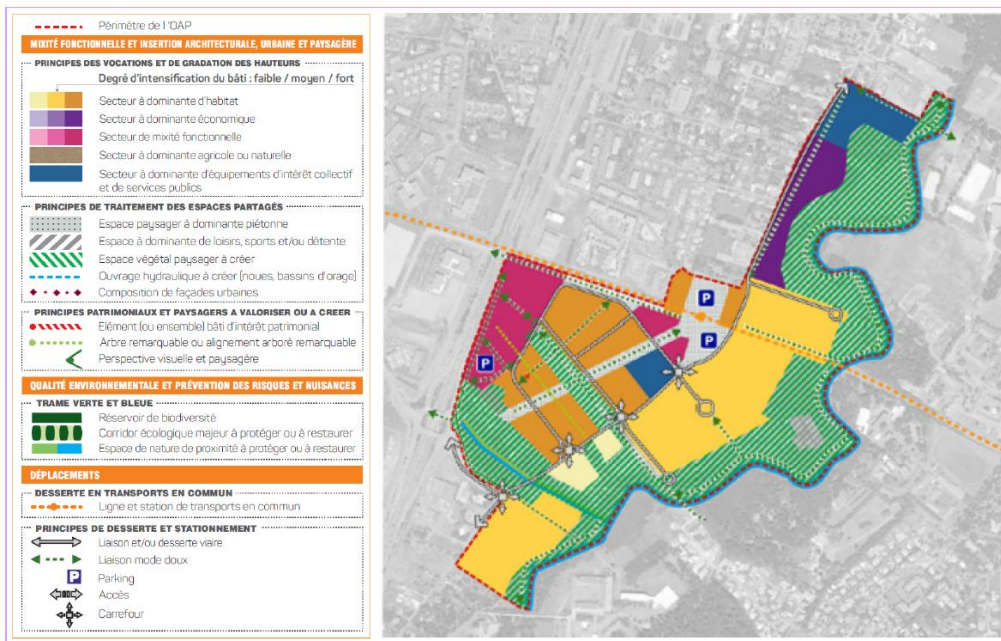 Périmètre de l 'OAP
MIXITÉ FONCTIONNELLE ET INSERTION ARCHITECTURALE, URBAINE ET PAYSAGÈRE
PRINCIPES DES VOCATIONS ET DE GRADATION DES HAUTEURS
Degré d'intensification du bâti : faible / moyen / fort
Secteur à dominante d'habitat
Secteur à dominante économique
Secteur de mixité fonctionnelle
Secteur à dominante agricole ou naturelle
Secteur à dominante d'équipements d'intérêt collectif
et de services publics
PRINCIPES DE TRAITEMENT DES ESPACES PARTAGÉS
Espace paysager à dominante piétonne
Espace à dominante de loisirs, sports et/ou détente
Espace végétal paysager à créer
Ouvrage hydraulique à créer (noues, bassins d'orage)
Composition de façades urbaines
PRINCIPES PATRIMONIAUX ET PAYSAGERS A VALORISER OU A CREER
Elément (ou ensemble) bâti d'intérêt patrimonial
Arbre remarquable ou alignement arboré remarquable
Perspective visuelle et paysagère
QUALITÉ ENVIRONNEMENTALE ET PRÉVENTION DES RISQUES ET NUISANCES
TRAME VERTE ET BLEUE
Réservoir de biodiversité
Corridor écologique majeur à protéger ou à restaurer
Espace de nature de proximité à protéger ou à restaurer
DÉPLACEMENTS
DESSERTE EN TRANSPORTS EN COMMUN
Ligne et station de transports en commun
PRINCIPES DE DESSERTE ET STATIONNEMENT
Liaison et/ou desserte viaire
Liaison mode doux
P Parking
Accès
Carrefour
P
P
P